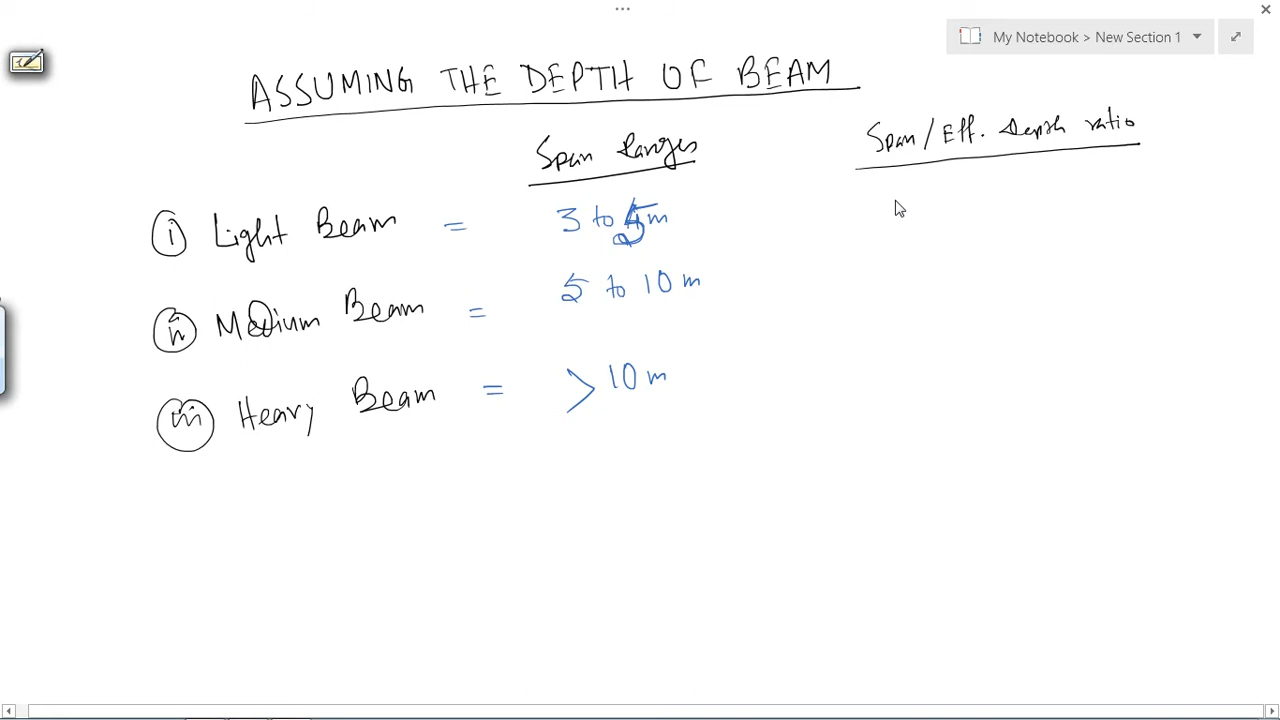 My Notebook > New Section 1
ASSUMING THE DEPTH OF BEAM
Span Ranges
Span / Eff. Depth ratio
i Light Beam = 3 to 5 m
ii Medium Beam = 5 to 10 m
iii Heavy Beam = > 10 m